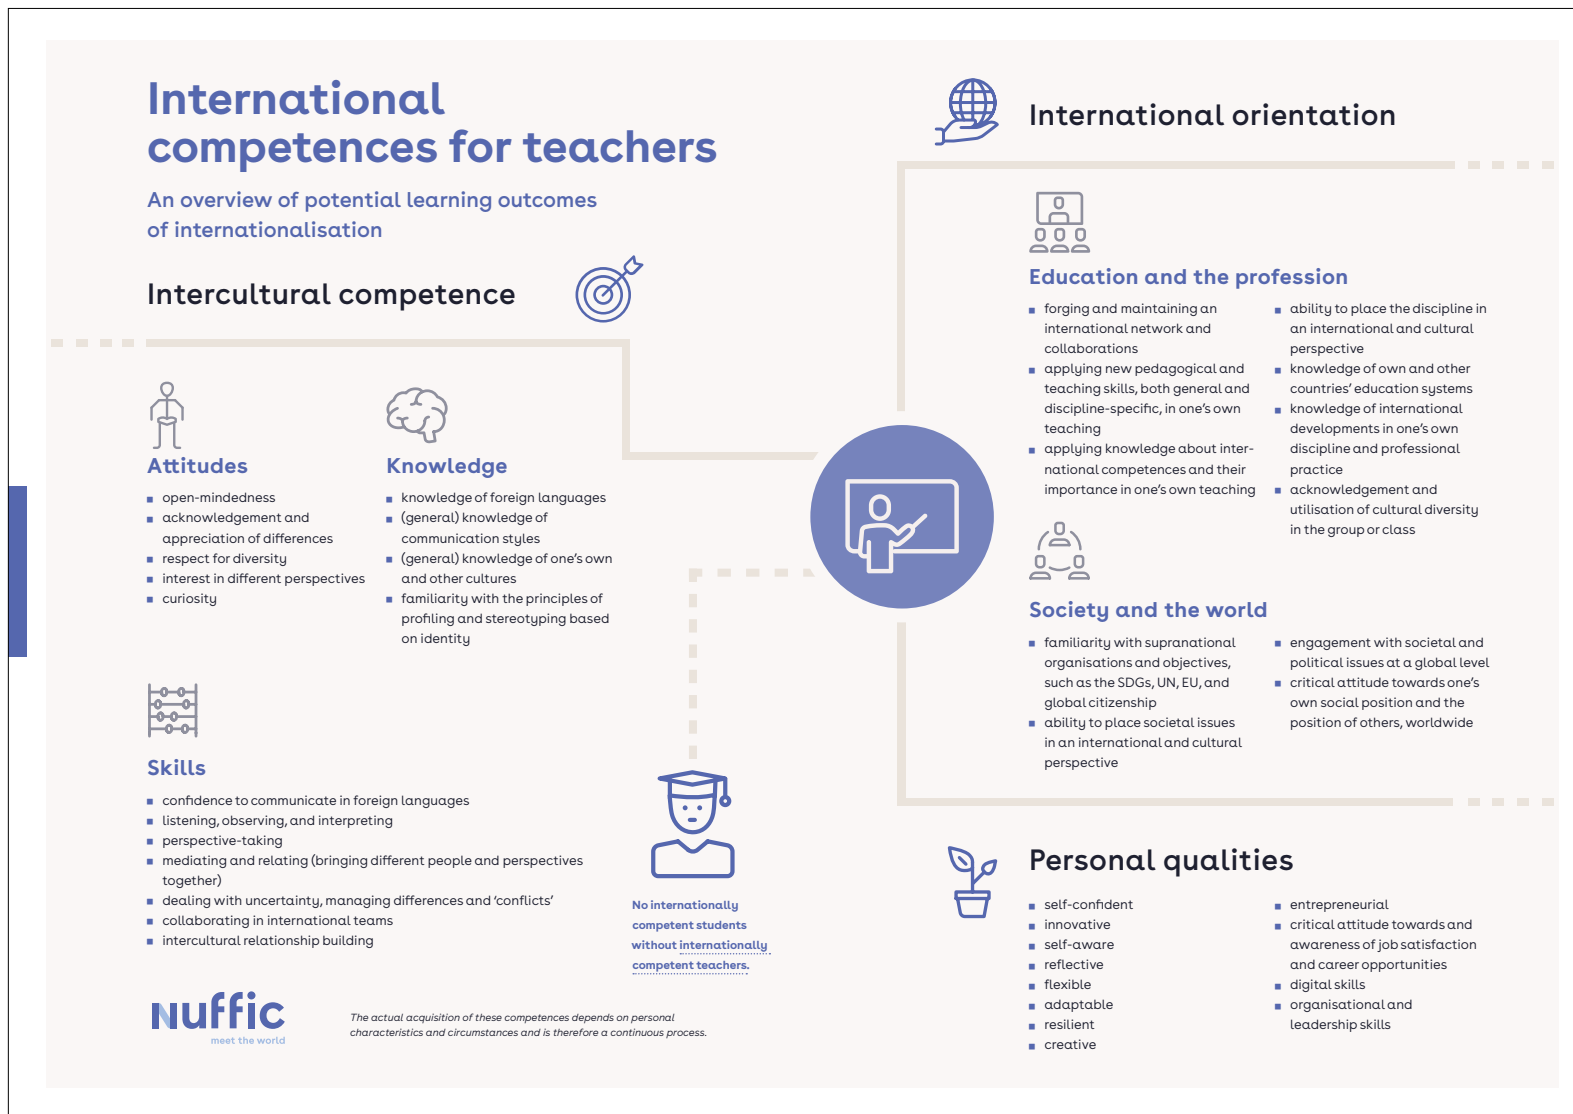 International
competences for teachers
An overview of potential learning outcomes
of internationalisation
Intercultural competence
Attitudes
open-mindedness
acknowledgement and
appreciation of differences
respect for diversity
interest in different perspectives
curiosity
Knowledge
knowledge of foreign languages
(general) knowledge of
communication styles
(general) knowledge of one's own
and other cultures
familiarity with the principles of
profiling and stereotyping based
on identity
Skills
confidence to communicate in foreign languages
listening, observing, and interpreting
perspective-taking
mediating and relating (bringing different people and perspectives
together)
dealing with uncertainty, managing differences and ‘conflicts’
collaborating in international teams
intercultural relationship building
No internationally
competent students
without internationally
competent teachers.
Nuffic
meet the world
The actual acquisition of these competences depends on personal
characteristics and circumstances and is therefore a continuous process.
International orientation
Education and the profession
forging and maintaining an
international network and
collaborations
applying new pedagogical and
teaching skills, both general and
discipline-specific, in one's own
teaching
applying knowledge about inter-
national competences and their
importance in one's own teaching
ability to place the discipline in
an international and cultural
perspective
knowledge of own and other
countries' education systems
knowledge of international
developments in one's own
discipline and professional
practice
acknowledgement and
utilisation of cultural diversity
in the group or class
Society and the world
familiarity with supranational
organisations and objectives,
such as the SDGs, UN, EU, and
global citizenship
ability to place societal issues
in an international and cultural
perspective
engagement with societal and
political issues at a global level
critical attitude towards one's
own social position and the
position of others, worldwide
Personal qualities
self-confident
innovative
self-aware
reflective
flexible
adaptable
resilient
creative
entrepreneurial
critical attitude towards and
awareness of job satisfaction
and career opportunities
digital skills
organisational and
leadership skills